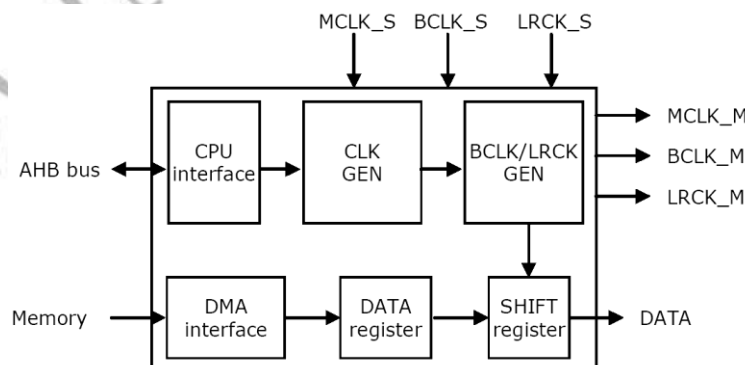 MCLK_S BCLK_S LRCK_S
CPU
interface
CLK
GEN
BCLK/LRCK
GEN
MCLK_M
BCLK_M
LRCK_M
AHB bus
Memory
DMA
interface
DATA
register
SHIFT
register
DATA